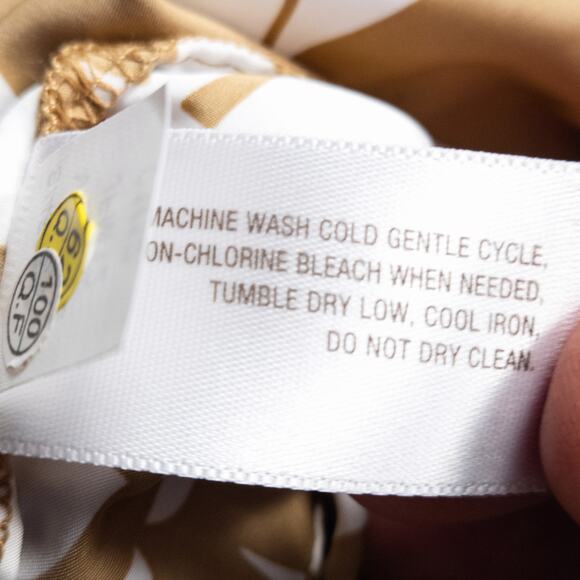 MACHINE WASH COLD GENTLE CYCLE,
ON-CHLORINE BLEACH WHEN NEEDED,
TUMBLE DRY LOW, COOL IRON,
DO NOT DRY CLEAN.
Q.
100
Q.F